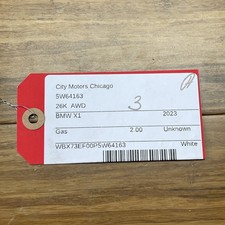 City Motors Chicago
5W64163
26K AWD
3
BMW X1 2023
Gas 2.00 Unknown
WBX73EF00P5W64163 White